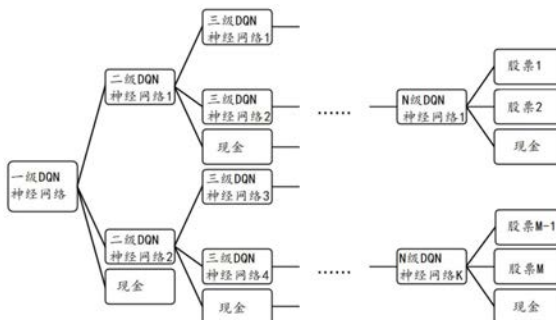 一级DQN
神经网络
二级DQN
神经网络1
二级DQN
神经网络2
现金
三级DQN
神经网络1
三级DQN
神经网络2
现金
三级DQN
神经网络3
三级DQN
神经网络4
现金
……
……
N级DQN
神经网络1
N级DQN
神经网络K
股票1
股票2
现金
股票M-1
股票M
现金